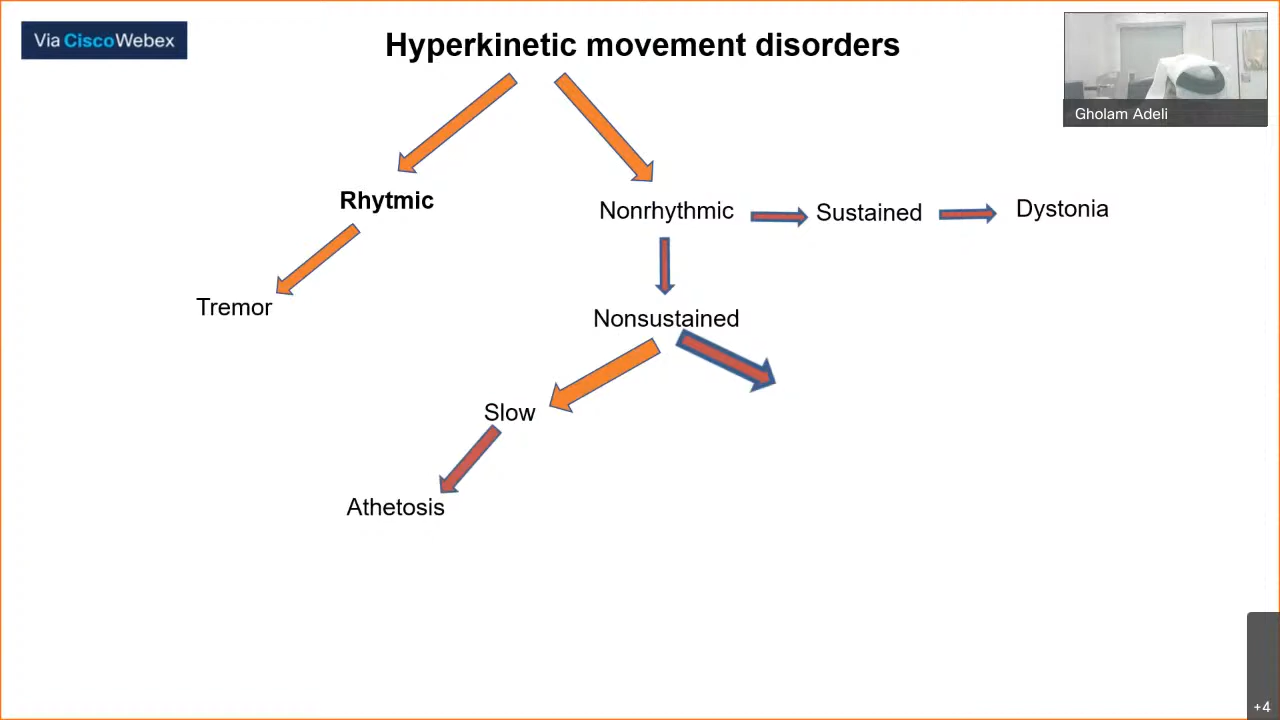 Via CiscoWebex
Hyperkinetic movement disorders
Gholam Adeli
Rhytmic
Nonrhythmic
Sustained
Dystonia
Tremor
Nonsustained
Slow
Athetosis
+4